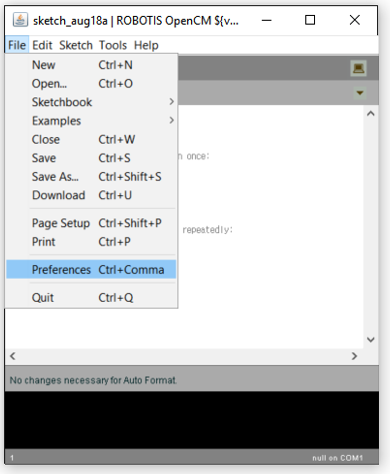 sketch_aug18a | ROBOTIS OpenCM ${v...
File Edit Sketch Tools Help
New Ctrl+N
Open... Ctrl+O
Sketchbook
Examples
Close Ctrl+W
n once:
Save Ctrl+S
Save As... Ctrl+Shift+S
Download Ctrl+U
Page Setup Ctrl+Shift+P
repeatedly:
Print Ctrl+P
Preferences Ctrl+Comma
Quit Ctrl+Q
No changes necessary for Auto Format.
1 null on COM1